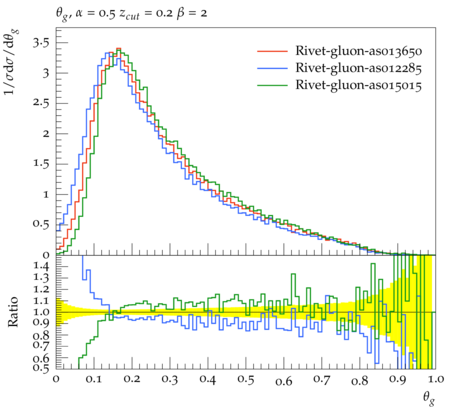 θg, α = 0.5 zcut = 0.2 β = 2
1/σdσ/dθg
3.5
3
2.5
2
1.5
1
0.5
0
Rivet-gluon-aso13650
Rivet-gluon-aso12285
Rivet-gluon-aso15015
Ratio
1.4
1.3
1.2
1.1
1.0
0.9
0.8
0.7
0.6
0.5
0 0.1 0.2 0.3 0.4 0.5 0.6 0.7 0.8 0.9 1.0
θg